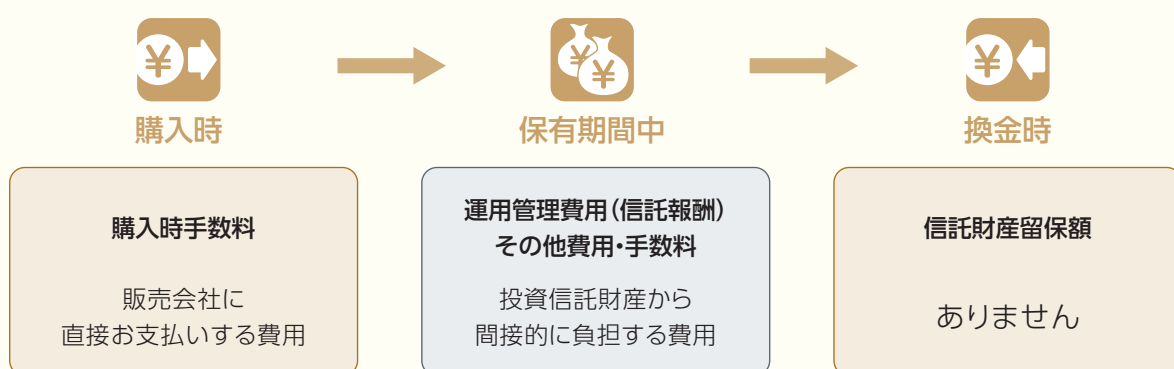 購入時
保有期間中
換金時
購入時手数料
販売会社に
直接お支払いする費用
運用管理費用(信託報酬)
その他費用・手数料
投資信託財産から
間接的に負担する費用
信託財産留保額
ありません